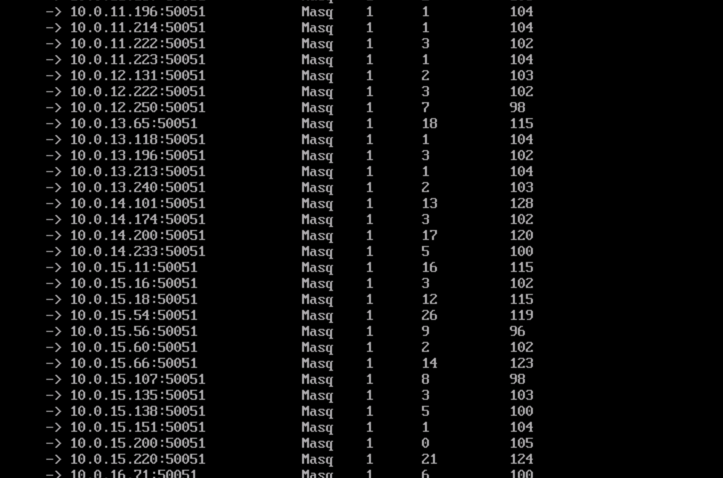 -> 10.0.11.196:50051 Masq 1 1 104
-> 10.0.11.214:50051 Masq 1 1 104
-> 10.0.11.222:50051 Masq 1 3 102
-> 10.0.11.223:50051 Masq 1 1 104
-> 10.0.12.131:50051 Masq 1 2 103
-> 10.0.12.222:50051 Masq 1 3 102
-> 10.0.12.250:50051 Masq 1 7 98
-> 10.0.13.65:50051 Masq 1 18 115
-> 10.0.13.118:50051 Masq 1 1 104
-> 10.0.13.196:50051 Masq 1 3 102
-> 10.0.13.213:50051 Masq 1 1 104
-> 10.0.13.240:50051 Masq 1 2 103
-> 10.0.14.101:50051 Masq 1 13 128
-> 10.0.14.174:50051 Masq 1 3 102
-> 10.0.14.200:50051 Masq 1 17 120
-> 10.0.14.233:50051 Masq 1 5 100
-> 10.0.15.11:50051 Masq 1 16 115
-> 10.0.15.16:50051 Masq 1 3 102
-> 10.0.15.18:50051 Masq 1 12 115
-> 10.0.15.54:50051 Masq 1 26 119
-> 10.0.15.56:50051 Masq 1 9 96
-> 10.0.15.60:50051 Masq 1 2 102
-> 10.0.15.66:50051 Masq 1 14 123
-> 10.0.15.107:50051 Masq 1 8 98
-> 10.0.15.135:50051 Masq 1 3 103
-> 10.0.15.138:50051 Masq 1 5 100
-> 10.0.15.151:50051 Masq 1 1 104
-> 10.0.15.200:50051 Masq 1 0 105
-> 10.0.15.220:50051 Masq 1 21 124
-> 10.0.16.71:50051 Masq 1 6 100